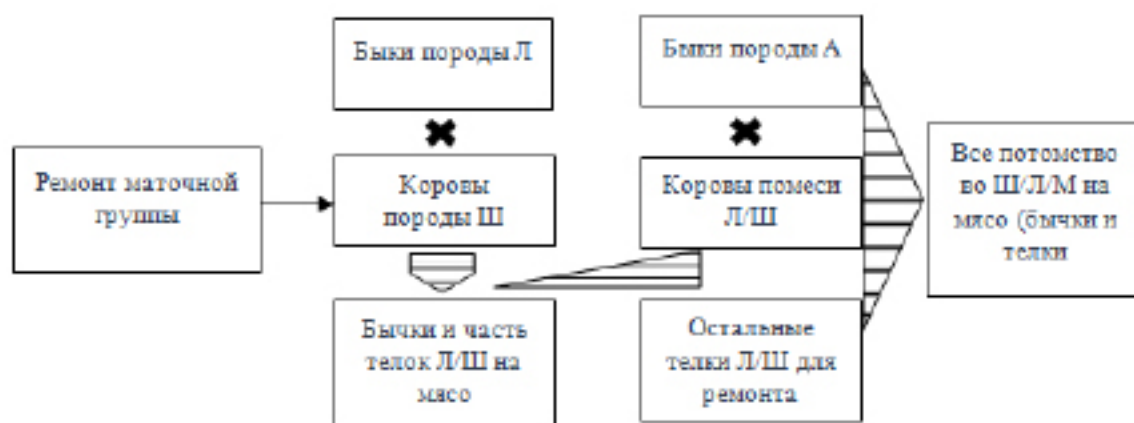 Быки породы Л
Быки породы А
Ремонт маточной
группы
Коровы
породы Ш
Коровы помеси
Л/Ш
Все потомство
во Ш/Л/М на
мясо (бычки и
телки
Бычки и часть
телок Л/Ш на
мясо
Остальные
телки Л/Ш для
ремонта